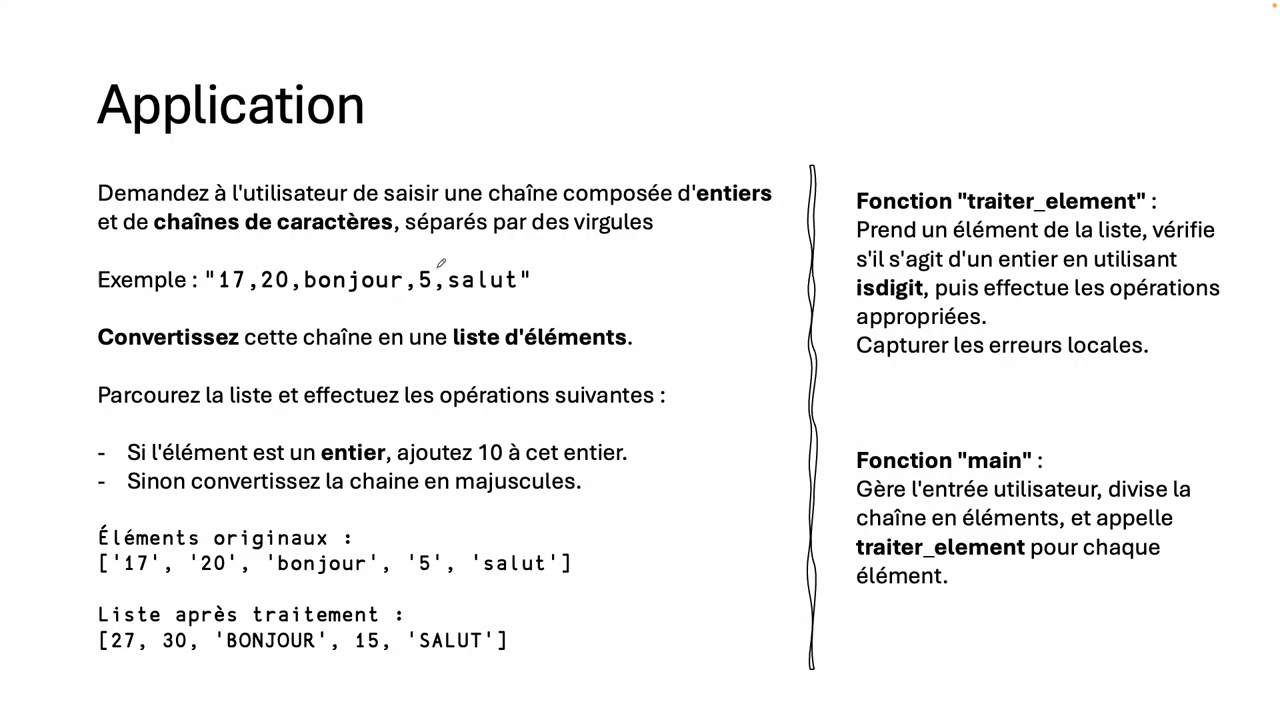 Application
Demandez à l'utilisateur de saisir une chaîne composée d'entiers
et de chaînes de caractères, séparés par des virgules
Exemple : "17,20,bonjour,5,salut"
Convertissez cette chaîne en une liste d'éléments.
Parcourez la liste et effectuez les opérations suivantes :
- Si l'élément est un entier, ajoutez 10 à cet entier.
- Sinon convertissez la chaine en majuscules.
Éléments originaux :
['17', '20', 'bonjour', '5', 'salut']
Liste après traitement :
[27, 30, 'BONJOUR', 15, 'SALUT']
Fonction "traiter_element" :
Prend un élément de la liste, vérifie
s'il s'agit d'un entier en utilisant
isdigit, puis effectue les opérations
appropriées.
Capturer les erreurs locales.
Fonction "main" :
Gère l'entrée utilisateur, divise la
chaîne en éléments, et appelle
traiter_element pour chaque
élément.